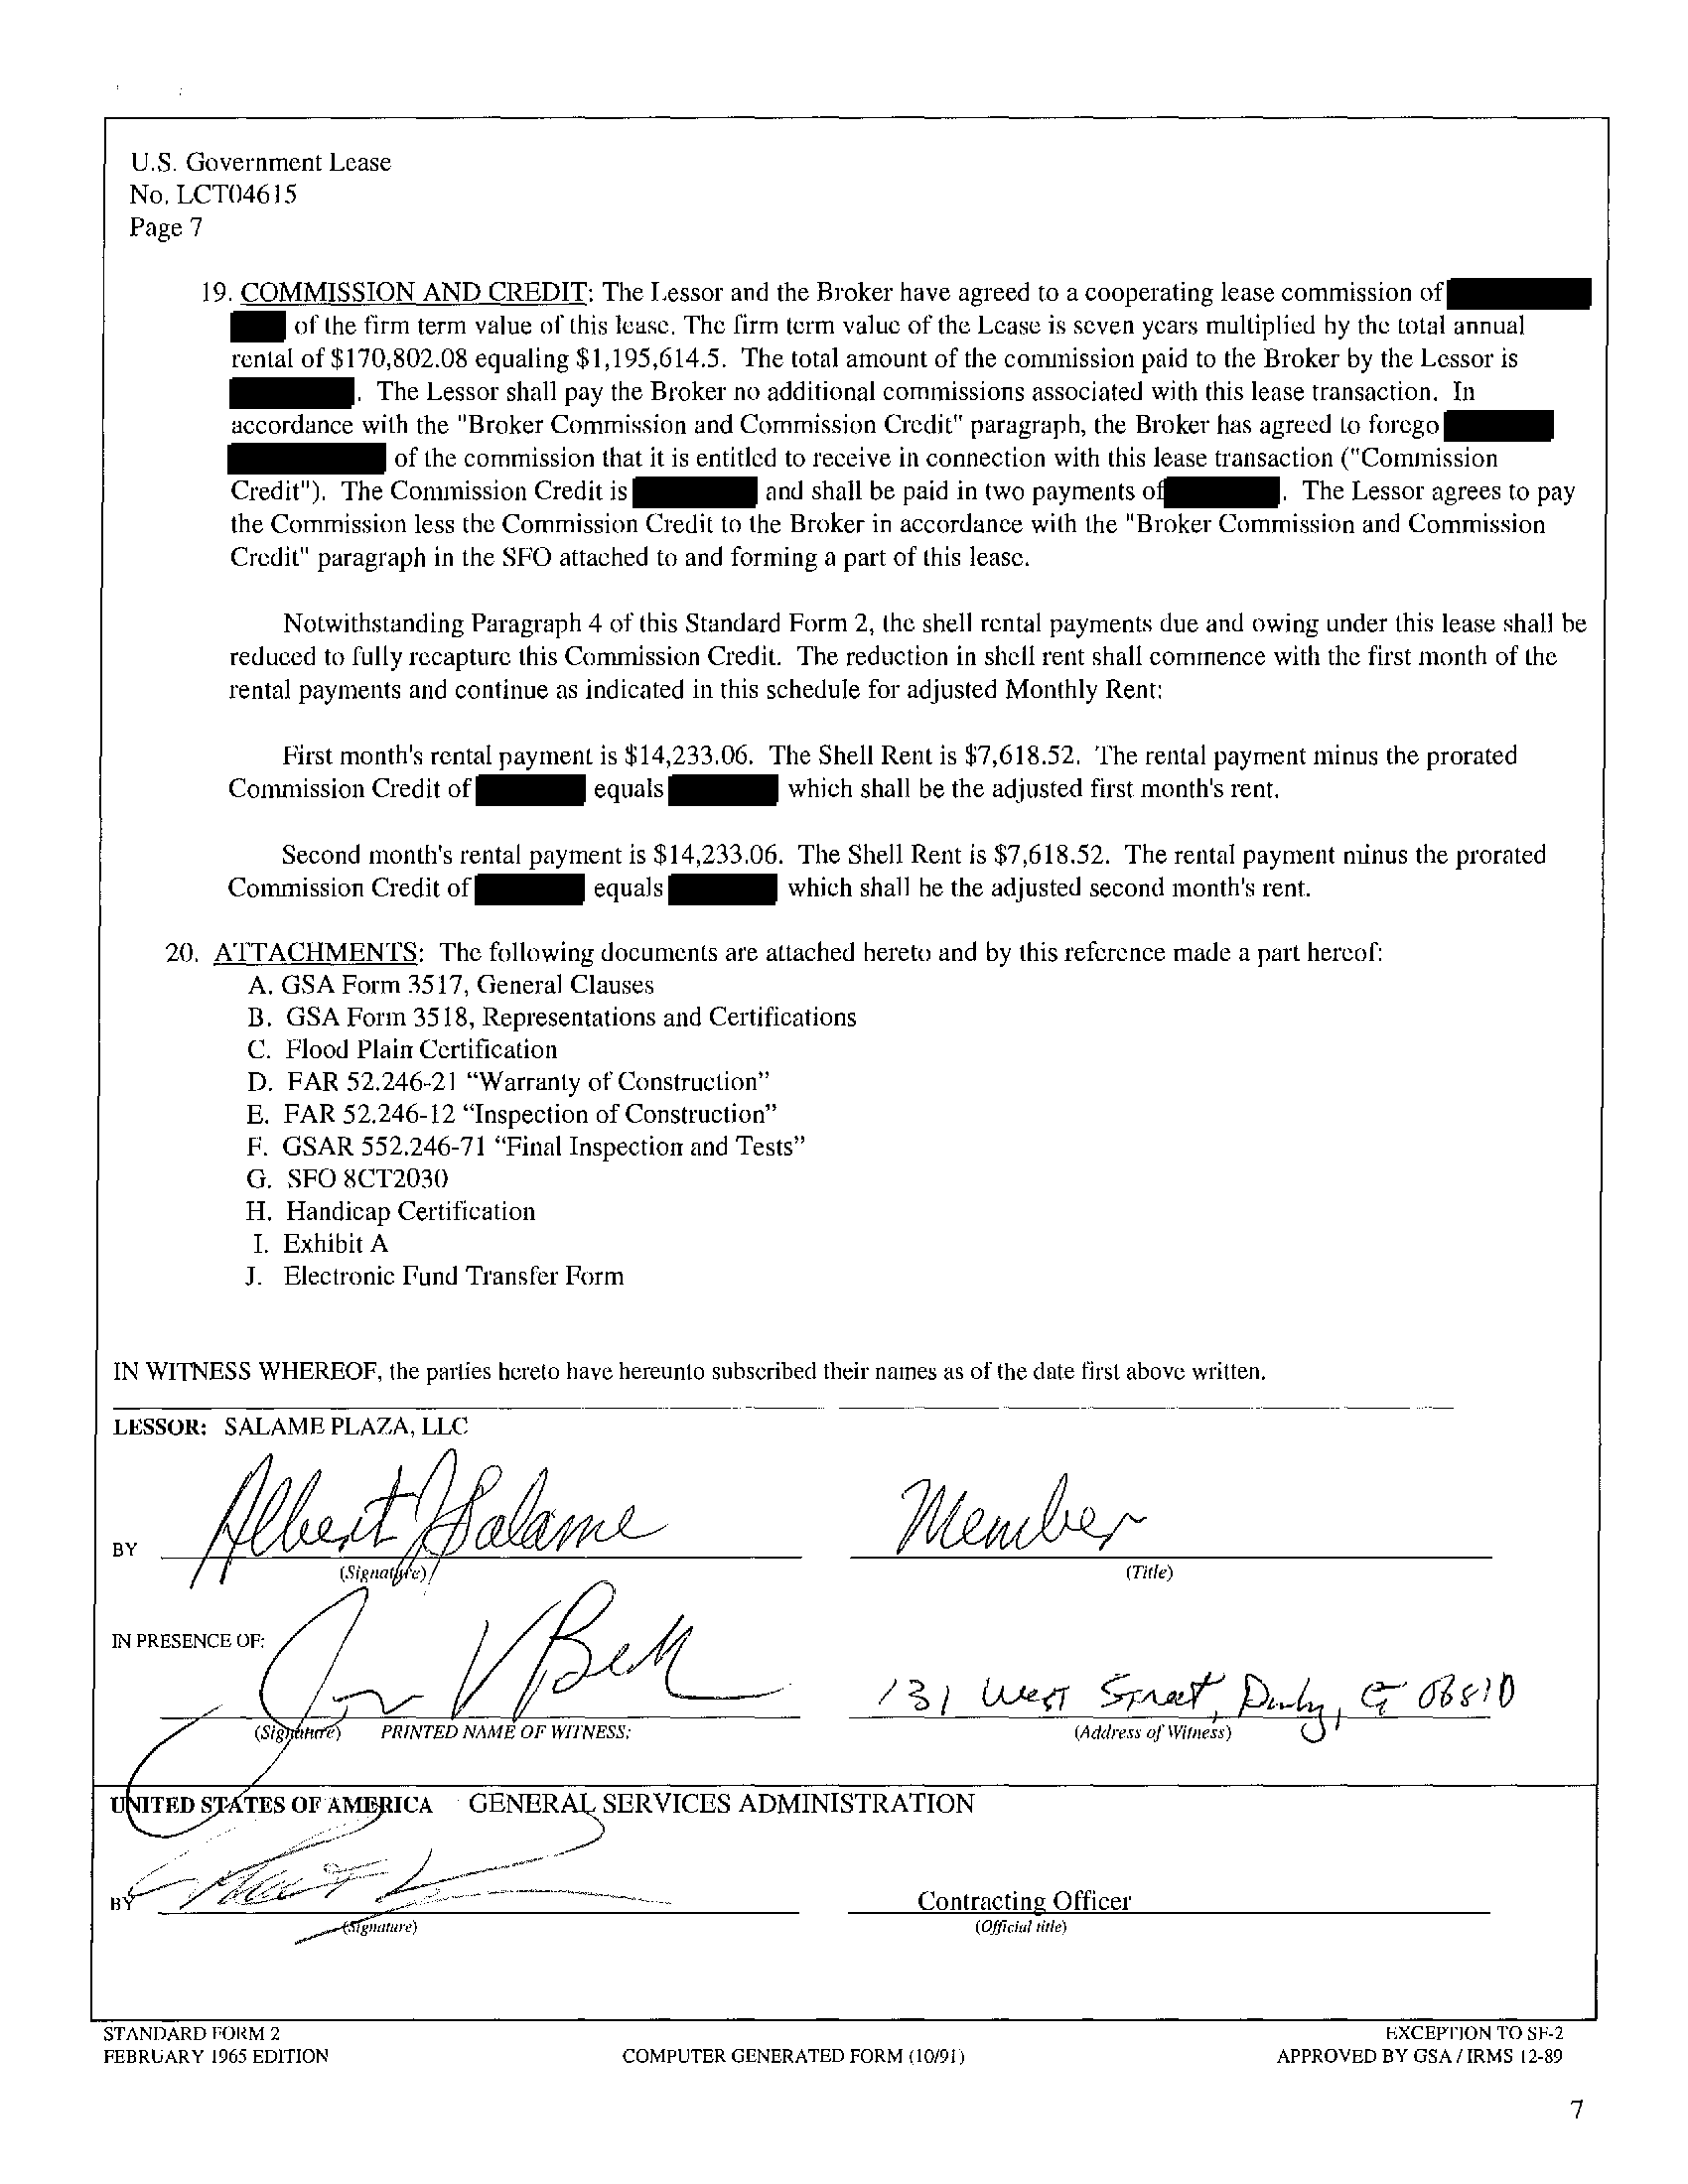 U.S. Government Lease
No. LCT04615
Page 7
19. COMMISSION AND CREDIT: The Lessor and the Broker have agreed to a cooperating lease commission of
of the firm term value of this lease. The firm term value of the Lease is seven years multiplied by the total annual
rental of $170,802.08 equaling $1,195,614.5. The total amount of the commission paid to the Broker by the Lessor is
. The Lessor shall pay the Broker no additional commissions associated with this lease transaction. In
accordance with the "Broker Commission and Commission Credit" paragraph, the Broker has agreed to forego
of the commission that it is entitled to receive in connection with this lease transaction ("Commission
Credit"). The Commission Credit is and shall be paid in two payments of . The Lessor agrees to pay
the Commission less the Commission Credit to the Broker in accordance with the "Broker Commission and Commission
Credit" paragraph in the SFO attached to and forming a part of this lease.
Notwithstanding Paragraph 4 of this Standard Form 2, the shell rental payments due and owing under this lease shall be
reduced to fully recapture this Commission Credit. The reduction in shell rent shall commence with the first month of the
rental payments and continue as indicated in this schedule for adjusted Monthly Rent:
First month's rental payment is $14,233.06. The Shell Rent is $7,618.52. The rental payment minus the prorated
Commission Credit of equals which shall be the adjusted first month's rent.
Second month's rental payment is $14,233.06. The Shell Rent is $7,618.52. The rental payment minus the prorated
Commission Credit of equals which shall be the adjusted second month's rent.
20. ATTACHMENTS: The following documents are attached hereto and by this reference made a part hereof:
A. GSA Form 3517, General Clauses
B. GSA Form 3518, Representations and Certifications
C. Flood Plain Certification
D. FAR 52.246-21 “Warranty of Construction”
E. FAR 52.246-12 “Inspection of Construction”
F. GSAR 552.246-71 “Final Inspection and Tests”
G. SFO 8CT2030
H. Handicap Certification
I. Exhibit A
J. Electronic Fund Transfer Form
IN WITNESS WHEREOF, the parties hereto have hereunto subscribed their names as of the date first above written.
LESSOR: SALAME PLAZA, LLC
BY Albert Salame Member
(Signature) (Title)
IN PRESENCE OF:
131 West Street, CT 06810
(Signature) PRINTED NAME OF WITNESS: (Address of Witness)
UNITED STATES OF AMERICA GENERAL SERVICES ADMINISTRATION
BY Contracting Officer
(Signature) (Official title)
STANDARD FORM 2 EXCEPTION TO SF-2
FEBRUARY 1965 EDITION COMPUTER GENERATED FORM (10/91) APPROVED BY GSA / IRMS 12-89
7